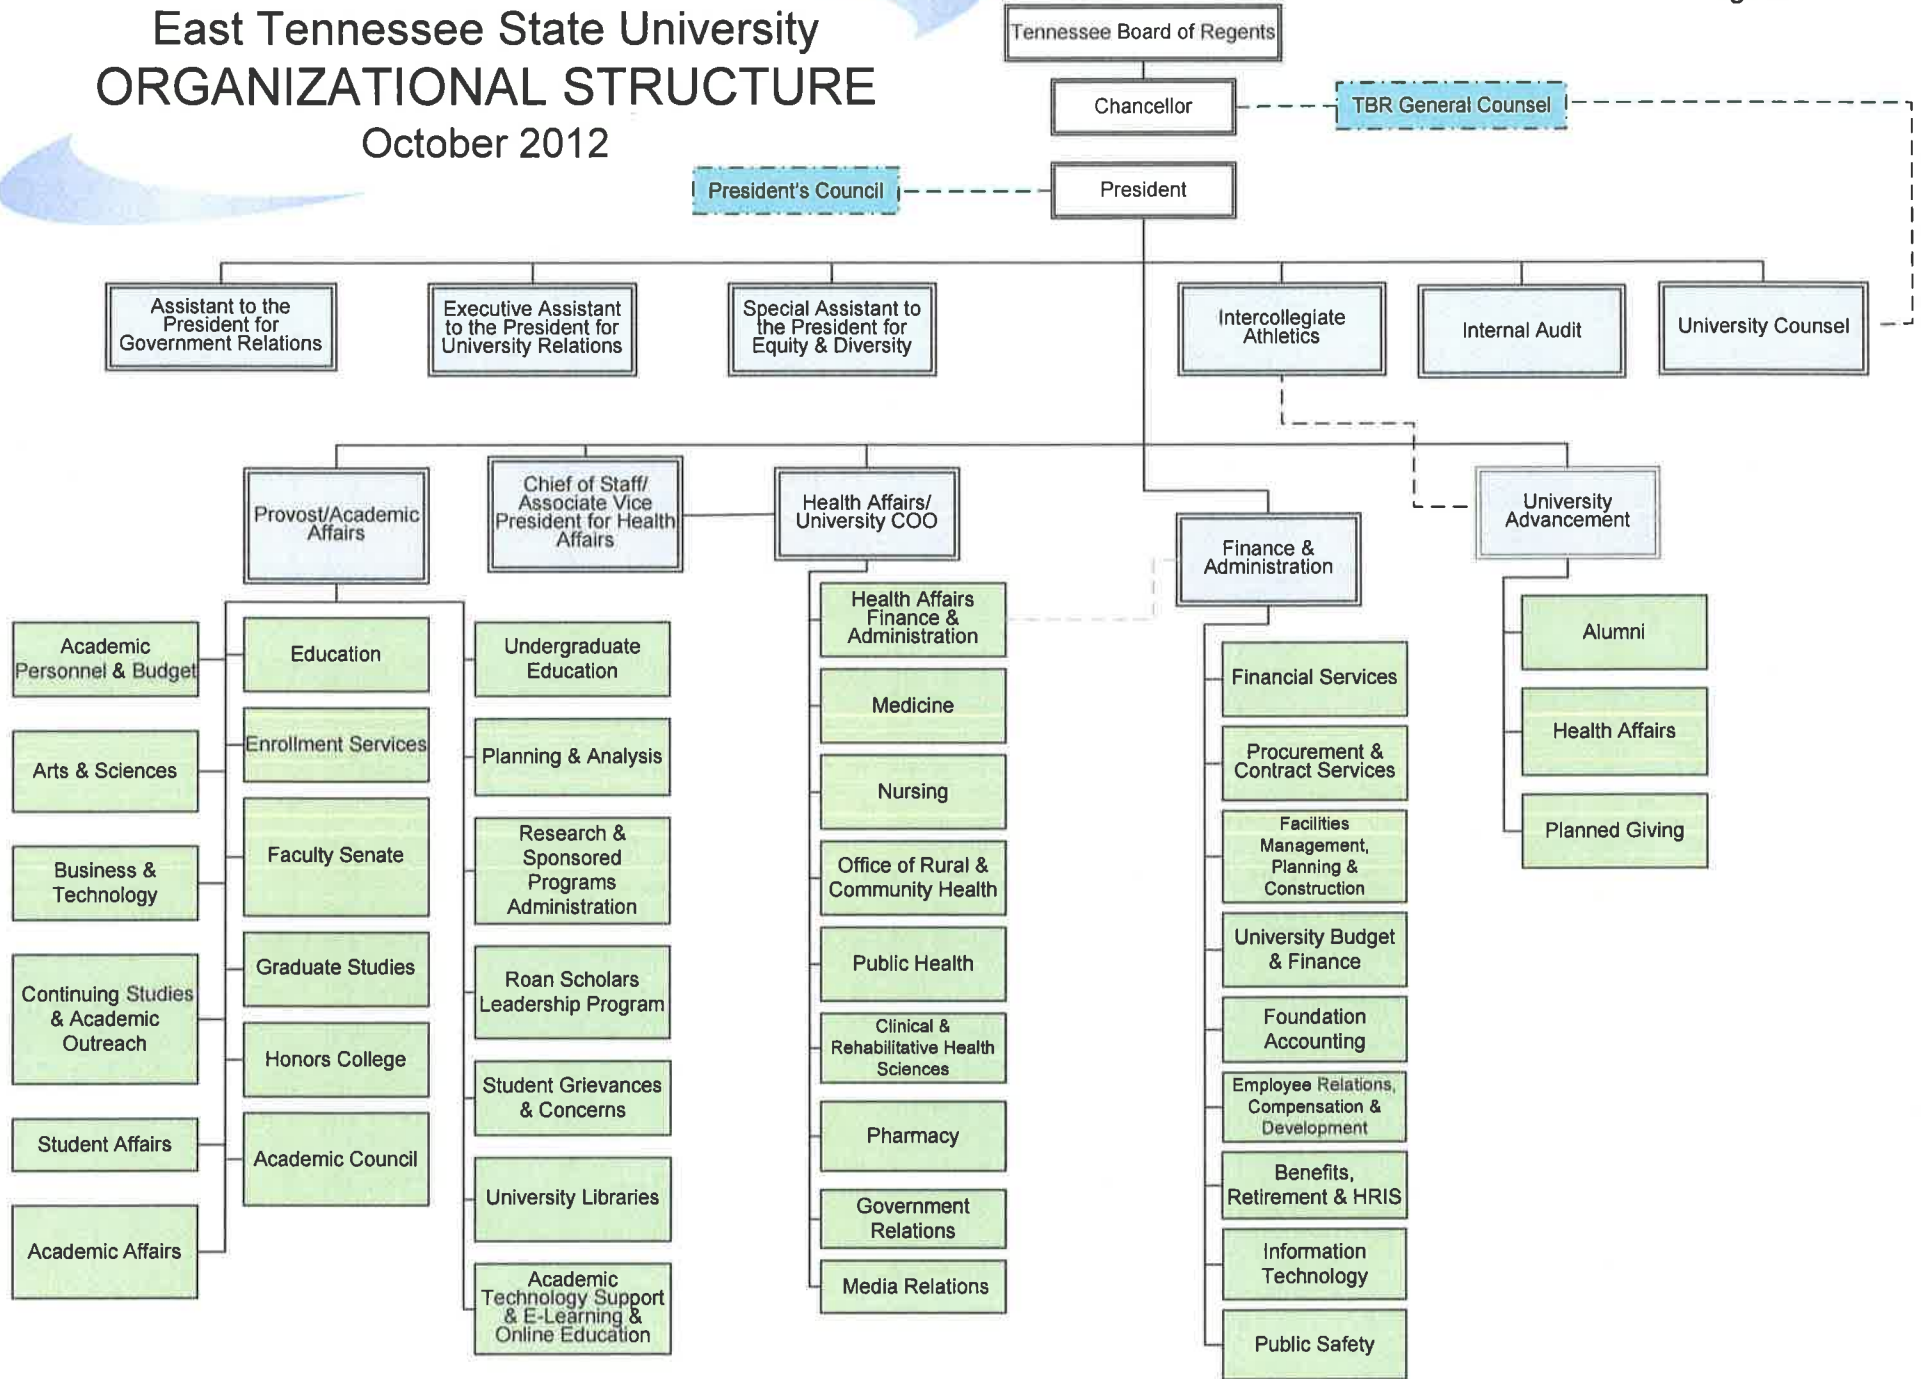 East Tennessee State University
ORGANIZATIONAL STRUCTURE
October 2012
Tennessee Board of Regents
Chancellor
TBR General Counsel
President's Council
President
Assistant to the
President for
Government Relations
Executive Assistant
to the President for
University Relations
Special Assistant to
the President for
Equity & Diversity
Intercollegiate
Athletics
Internal Audit
University Counsel
Provost/Academic
Affairs
Chief of Staff/
Associate Vice
President for Health
Affairs
Health Affairs/
University COO
Finance &
Administration
University
Advancement
Academic
Personnel & Budget
Arts & Sciences
Business &
Technology
Continuing Studies
& Academic
Outreach
Student Affairs
Academic Affairs
Education
Enrollment Services
Faculty Senate
Graduate Studies
Honors College
Academic Council
Undergraduate
Education
Planning & Analysis
Research &
Sponsored
Programs
Administration
Roan Scholars
Leadership Program
Student Grievances
& Concerns
University Libraries
Academic
Technology Support
& E-Learning &
Online Education
Health Affairs
Finance &
Administration
Medicine
Nursing
Office of Rural &
Community Health
Public Health
Clinical &
Rehabilitative Health
Sciences
Pharmacy
Government
Relations
Media Relations
Financial Services
Procurement &
Contract Services
Facilities
Management,
Planning &
Construction
University Budget
& Finance
Foundation
Accounting
Employee Relations,
Compensation &
Development
Benefits,
Retirement & HRIS
Information
Technology
Public Safety
Alumni
Health Affairs
Planned Giving